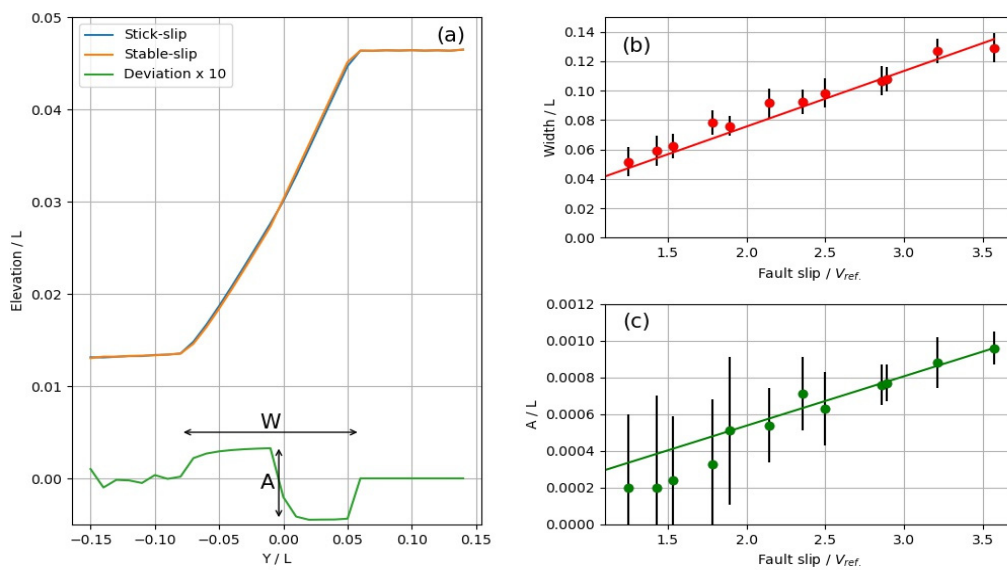 0.05
0.04
0.03
0.02
0.01
0.00
Elevation / L
Stick-slip
Stable-slip
Deviation x 10
(a)
W
A
−0.15 −0.10 −0.05 0.00 0.05 0.10 0.15
Y / L
(b)
0.14
0.12
0.10
0.08
0.06
0.04
0.02
0.00
Width / L
1.5 2.0 2.5 3.0 3.5
Fault slip / V_ref.
(c)
0.0012
0.0010
0.0008
0.0006
0.0004
0.0002
0.0000
A / L
1.5 2.0 2.5 3.0 3.5
Fault slip / V_ref.